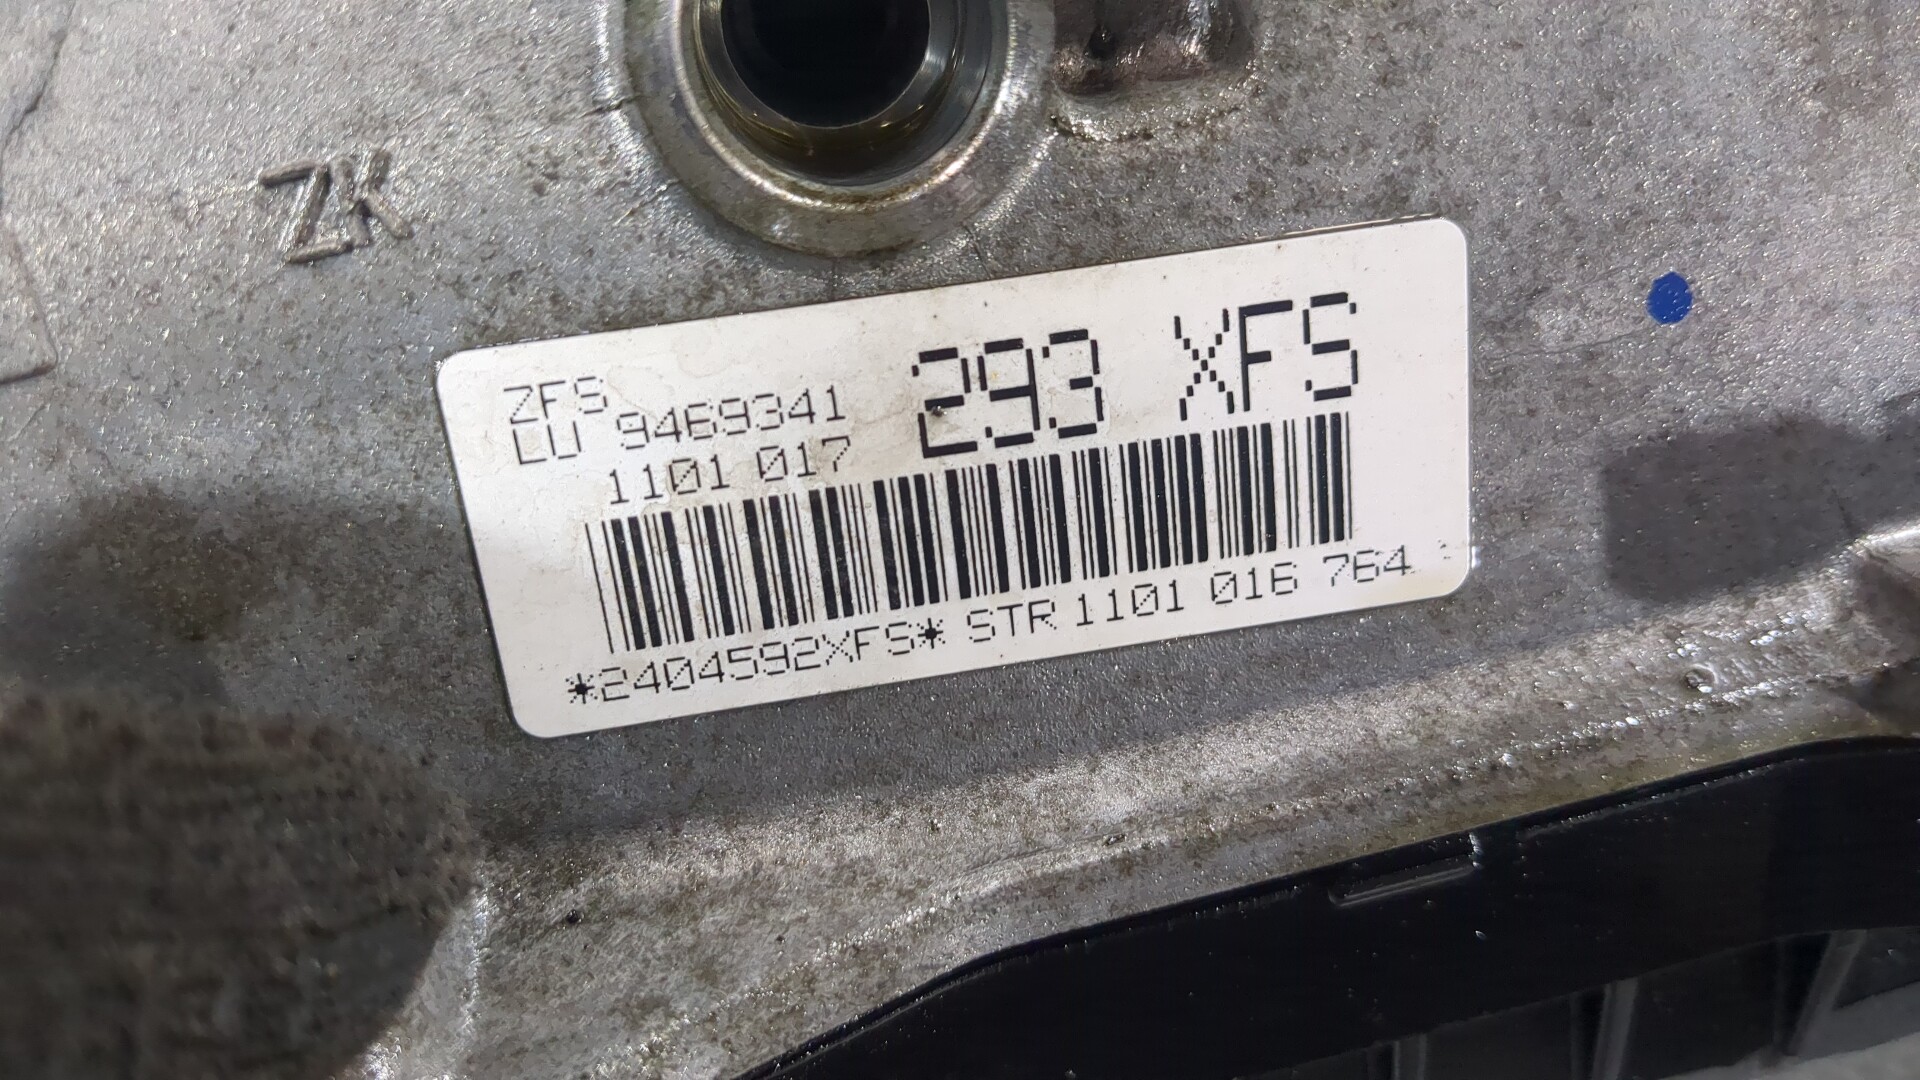 ZK
ZFS
LU 9469341
293 XFS
1101 017
*2404592XFS* STR 1101 016 764